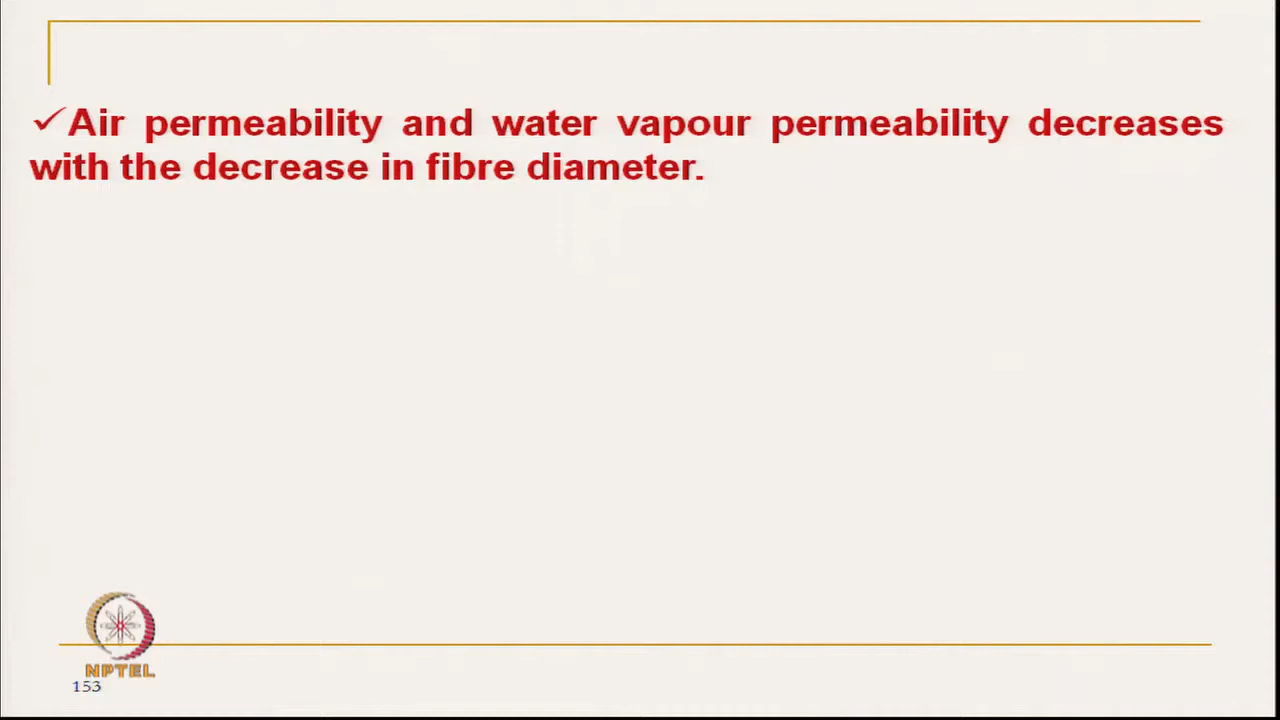 ✓Air permeability and water vapour permeability decreases
with the decrease in fibre diameter.
NPTEL
153